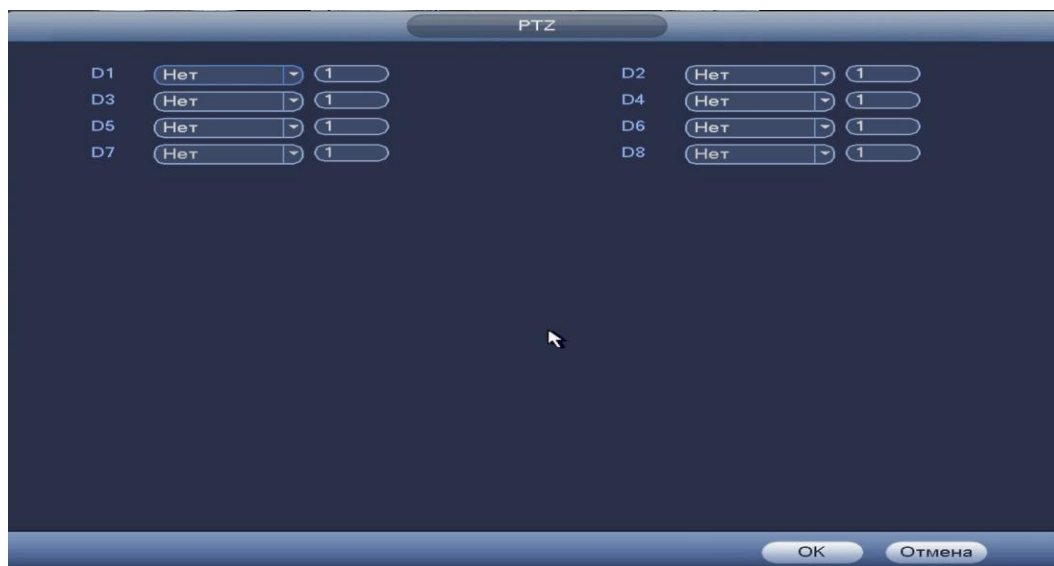 PTZ
D1 Нет 1 D2 Нет 1
D3 Нет 1 D4 Нет 1
D5 Нет 1 D6 Нет 1
D7 Нет 1 D8 Нет 1
OK Отмена